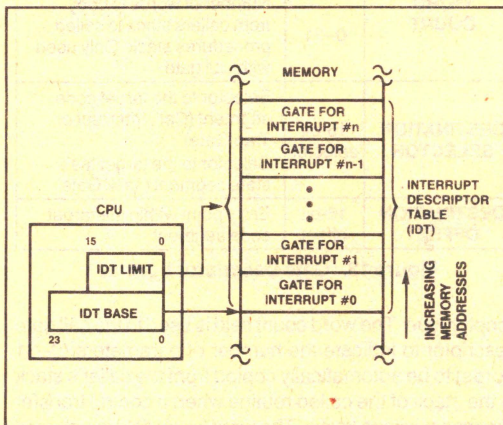 MEMORY
GATE FOR
INTERRUPT #n
GATE FOR
INTERRUPT #n-1
INTERRUPT
DESCRIPTOR
TABLE
(IDT)
CPU
15 0
IDT LIMIT
IDT BASE
23 0
GATE FOR
INTERRUPT #1
GATE FOR
INTERRUPT #0
INCREASING
MEMORY
ADDRESSES